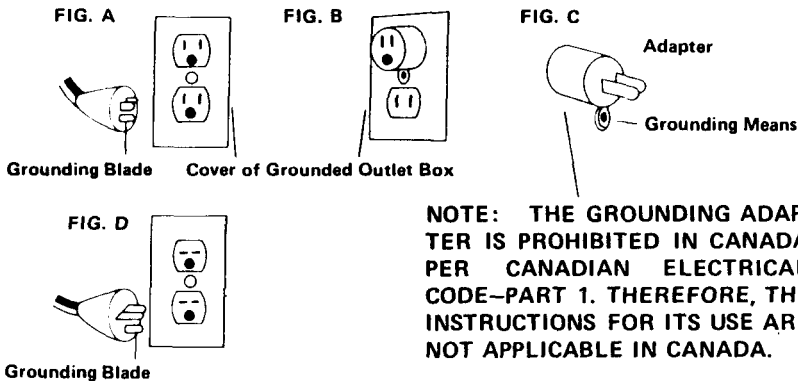 FIG. A
FIG. B
FIG. C
Adapter
Grounding Means
Grounding Blade
Cover of Grounded Outlet Box
FIG. D
Grounding Blade
NOTE: THE GROUNDING ADAP
TER IS PROHIBITED IN CANADA
PER CANADIAN ELECTRICAL
CODE–PART 1. THEREFORE, TH
INSTRUCTIONS FOR ITS USE AR
NOT APPLICABLE IN CANADA.